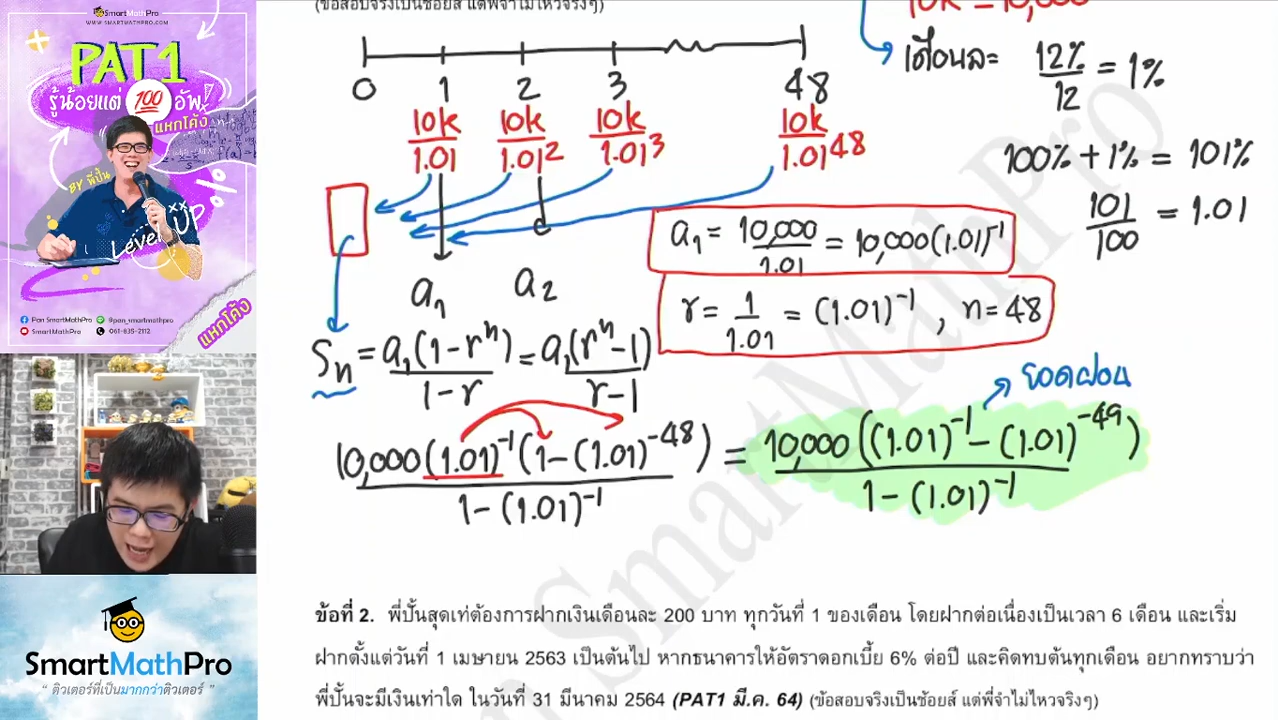 SMARTMATHPRO
WWW.SMARTMATHPRO.COM
PAT1
รู้น้อยแต่ 100 อัพ
แหกโค้ง
BY พี่ปั้น
Level UP
Pan SmartMathPro @pan_smartmathpro
SmartMathPro 061-635-2112
แหกโค้ง
SmartMathPro
“ ติวเตอร์ที่เป็นมากกว่าติวเตอร์ ”
(ข้อสอบจริงเป็นช้อยส์ แต่พี่จำไม่ไหวจริงๆ)
10k = 10,000
0 1 2 3 48
10k/1.01 10k/1.01² 10k/1.01³ 10k/1.01⁴⁸
เดือนละ 12%/12 = 1%
100% + 1% = 101%
101/100 = 1.01
a₁ = 10,000/1.01 = 10,000(1.01)⁻¹
a₁ a₂
r = 1/1.01 = (1.01)⁻¹ , n = 48
Sₙ = a₁(1-rⁿ)/1-r = a₁(rⁿ-1)/r-1
ยอดผ่อน
10,000(1.01)⁻¹(1-(1.01)⁻⁴⁸)/1-(1.01)⁻¹ = 10,000((1.01)⁻¹-(1.01)⁻⁴⁹)/1-(1.01)⁻¹
SmartMathPro
ข้อที่ 2. พี่ปั้นสุดเท่ต้องการฝากเงินเดือนละ 200 บาท ทุกวันที่ 1 ของเดือน โดยฝากต่อเนื่องเป็นเวลา 6 เดือน และเริ่ม
ฝากตั้งแต่วันที่ 1 เมษายน 2563 เป็นต้นไป หากธนาคารให้อัตราดอกเบี้ย 6% ต่อปี และคิดทบต้นทุกเดือน อยากทราบว่า
พี่ปั้นจะมีเงินเท่าใด ในวันที่ 31 มีนาคม 2564 (PAT1 มี.ค. 64) (ข้อสอบจริงเป็นช้อยส์ แต่พี่จำไม่ไหวจริงๆ)